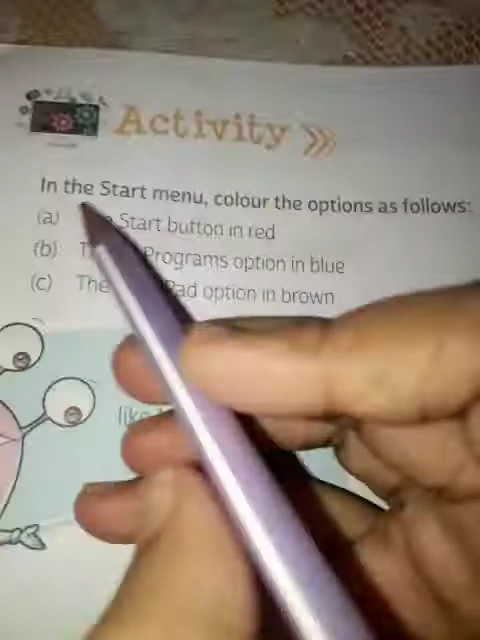 Activity
In the Start menu, colour the options as follows:
(a) Start button in red
(b) Programs option in blue
(c) The Pad option in brown
like